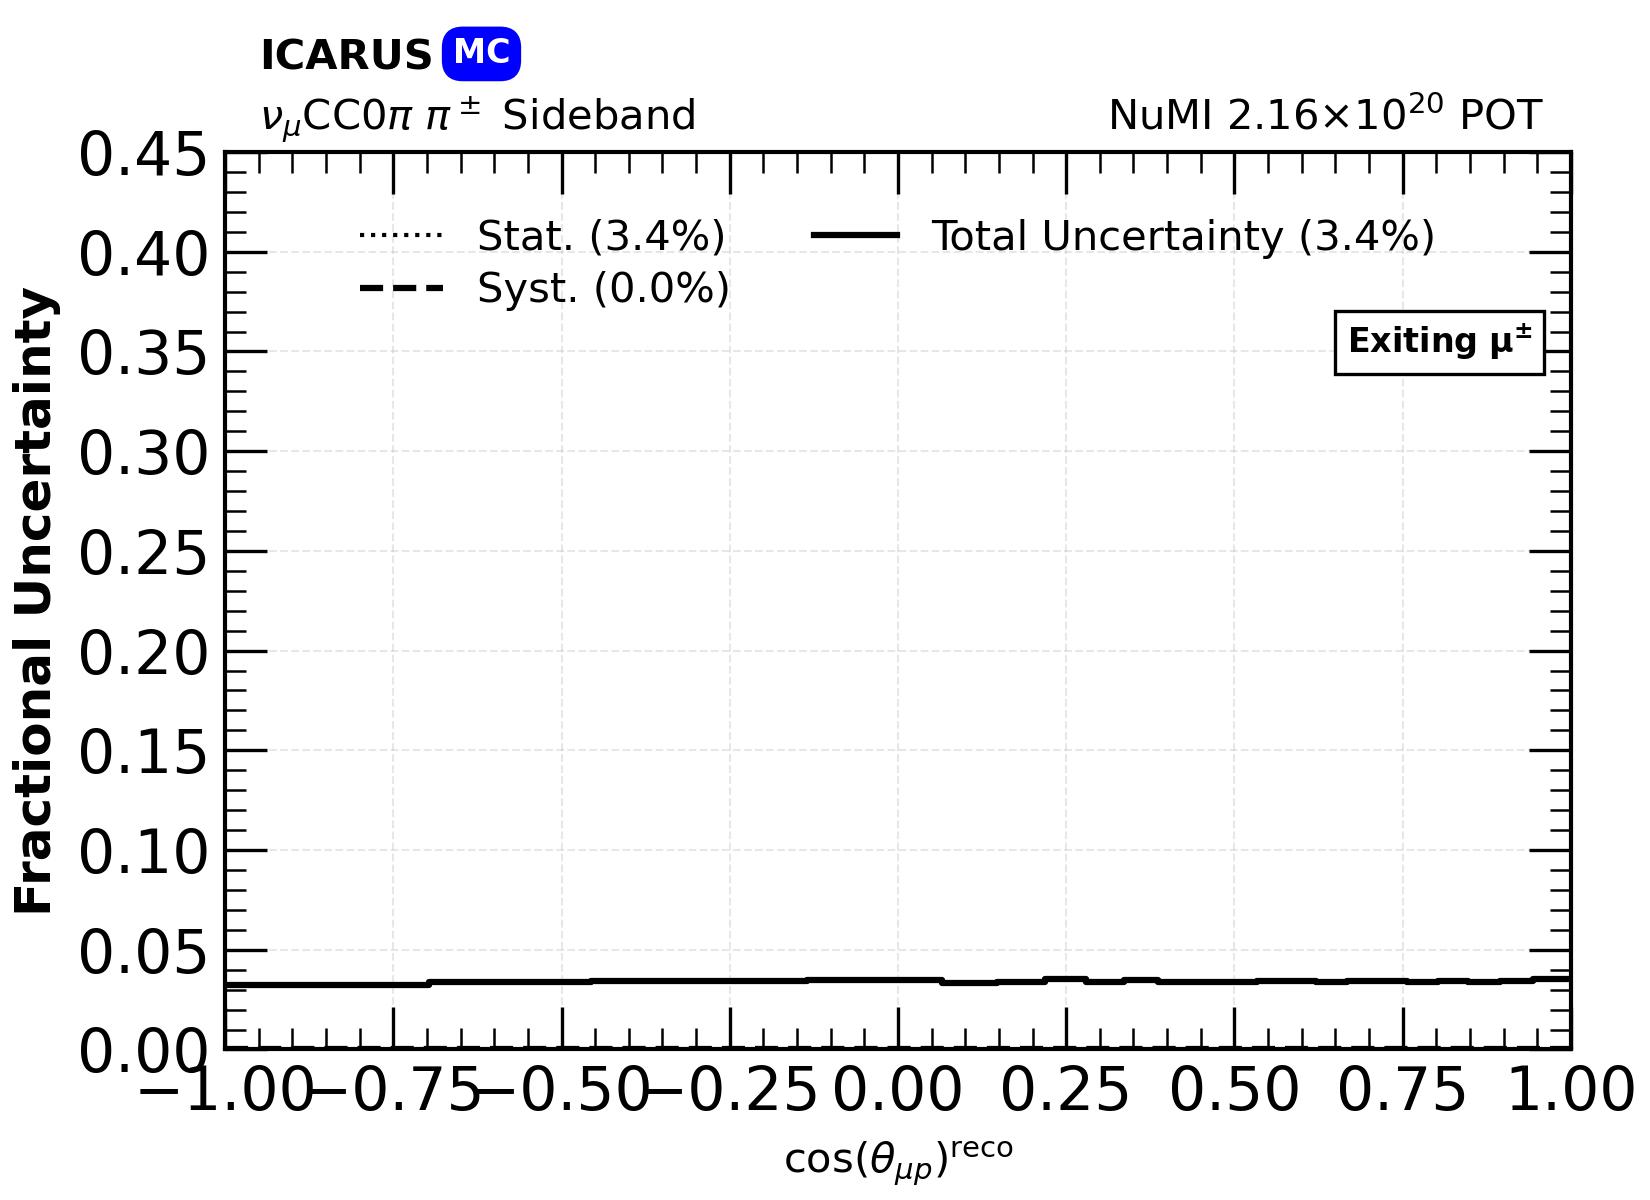 ICARUS MC
νμCC0π π± Sideband
NuMI 2.16×10²⁰ POT
Stat. (3.4%)
Syst. (0.0%)
Total Uncertainty (3.4%)
Exiting μ±
Fractional Uncertainty
0.45
0.40
0.35
0.30
0.25
0.20
0.15
0.10
0.05
0.00
−1.00 −0.75 −0.50 −0.25 0.00 0.25 0.50 0.75 1.00
cos(θμp)reco